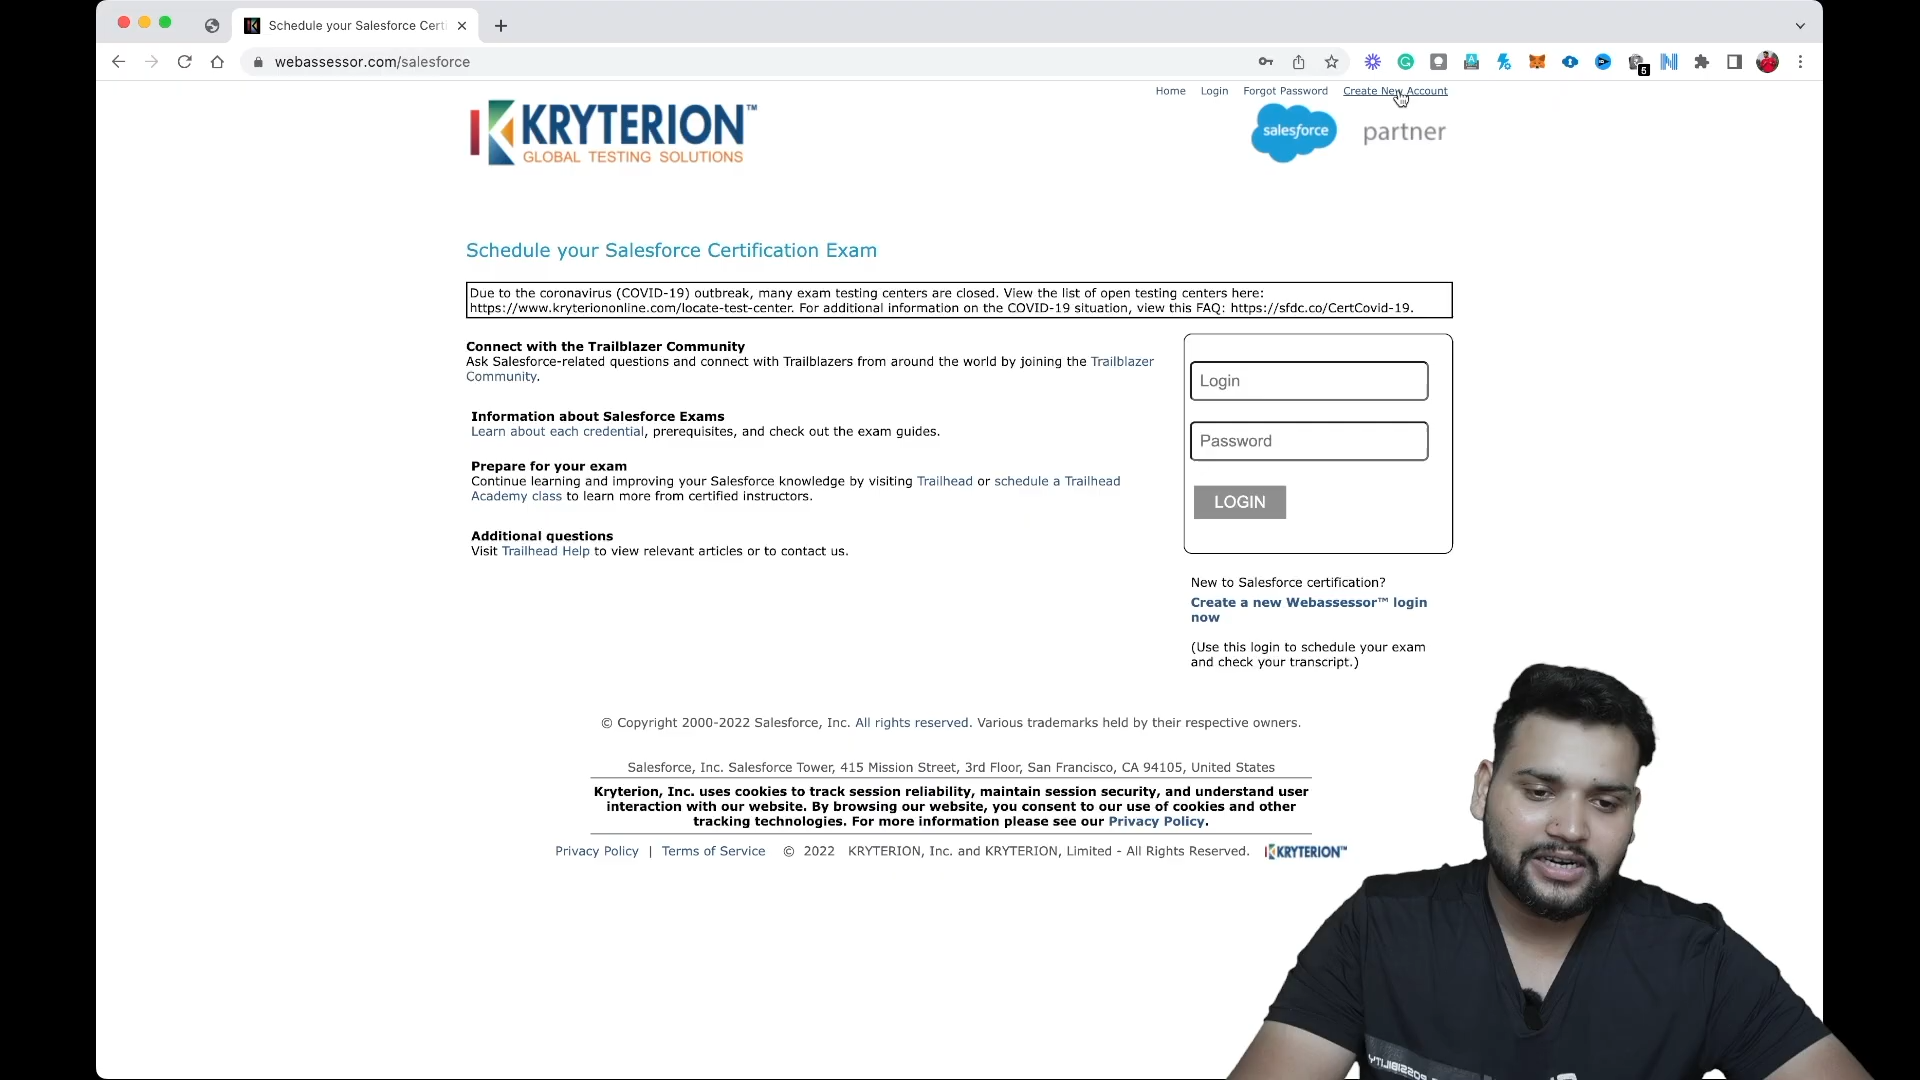 Schedule your Salesforce Cert
webassessor.com/salesforce
5
Home Login Forgot Password Create New Account
KRYTERION™
GLOBAL TESTING SOLUTIONS
salesforce partner
Schedule your Salesforce Certification Exam
Due to the coronavirus (COVID-19) outbreak, many exam testing centers are closed. View the list of open testing centers here:
https://www.kryteriononline.com/locate-test-center. For additional information on the COVID-19 situation, view this FAQ: https://sfdc.co/CertCovid-19.
Connect with the Trailblazer Community
Ask Salesforce-related questions and connect with Trailblazers from around the world by joining the Trailblazer
Community.
Information about Salesforce Exams
Learn about each credential, prerequisites, and check out the exam guides.
Prepare for your exam
Continue learning and improving your Salesforce knowledge by visiting Trailhead or schedule a Trailhead
Academy class to learn more from certified instructors.
Additional questions
Visit Trailhead Help to view relevant articles or to contact us.
Login
Password
LOGIN
New to Salesforce certification?
Create a new Webassessor™ login
now
(Use this login to schedule your exam
and check your transcript.)
© Copyright 2000-2022 Salesforce, Inc. All rights reserved. Various trademarks held by their respective owners.
Salesforce, Inc. Salesforce Tower, 415 Mission Street, 3rd Floor, San Francisco, CA 94105, United States
Kryterion, Inc. uses cookies to track session reliability, maintain session security, and understand user
interaction with our website. By browsing our website, you consent to our use of cookies and other
tracking technologies. For more information please see our Privacy Policy.
Privacy Policy | Terms of Service © 2022 KRYTERION, Inc. and KRYTERION, Limited - All Rights Reserved. KRYTERION™